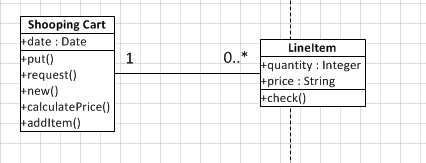 Shooping Cart
+date : Date
+put()
+request()
+new()
+calculatePrice()
+addItem()
1
0..*
LineItem
+quantity : Integer
+price : String
+check()